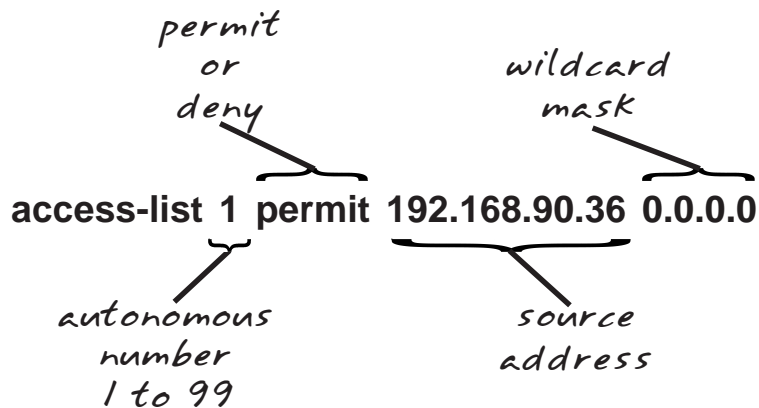 permit
or
deny
wildcard
mask
access-list 1 permit 192.168.90.36 0.0.0.0
autonomous
number
1 to 99
source
address